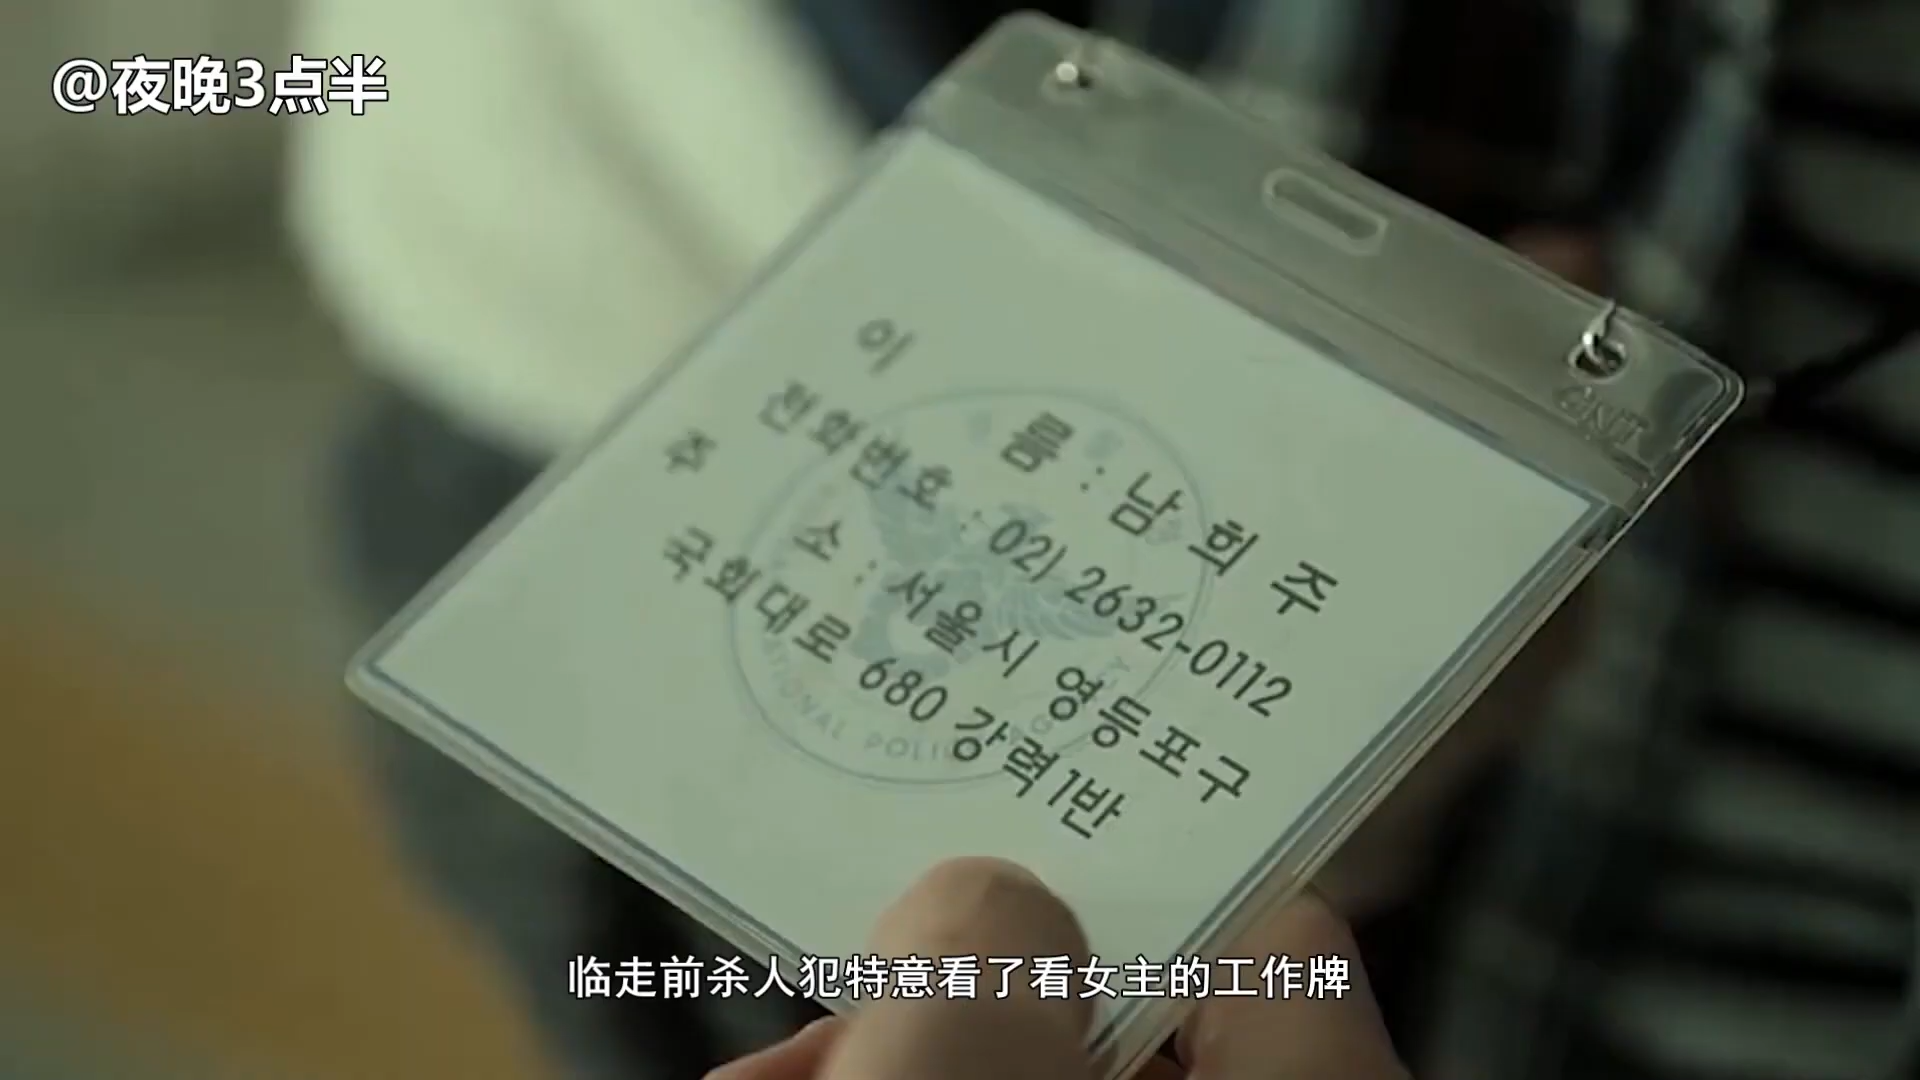 @夜晚3点半
이 름 : 남 희 주
전화번호 : 02) 2632-0112
주 소 : 서울시 영등포구
국회대로 680 강력1반
临走前杀人犯特意看了看女主的工作牌